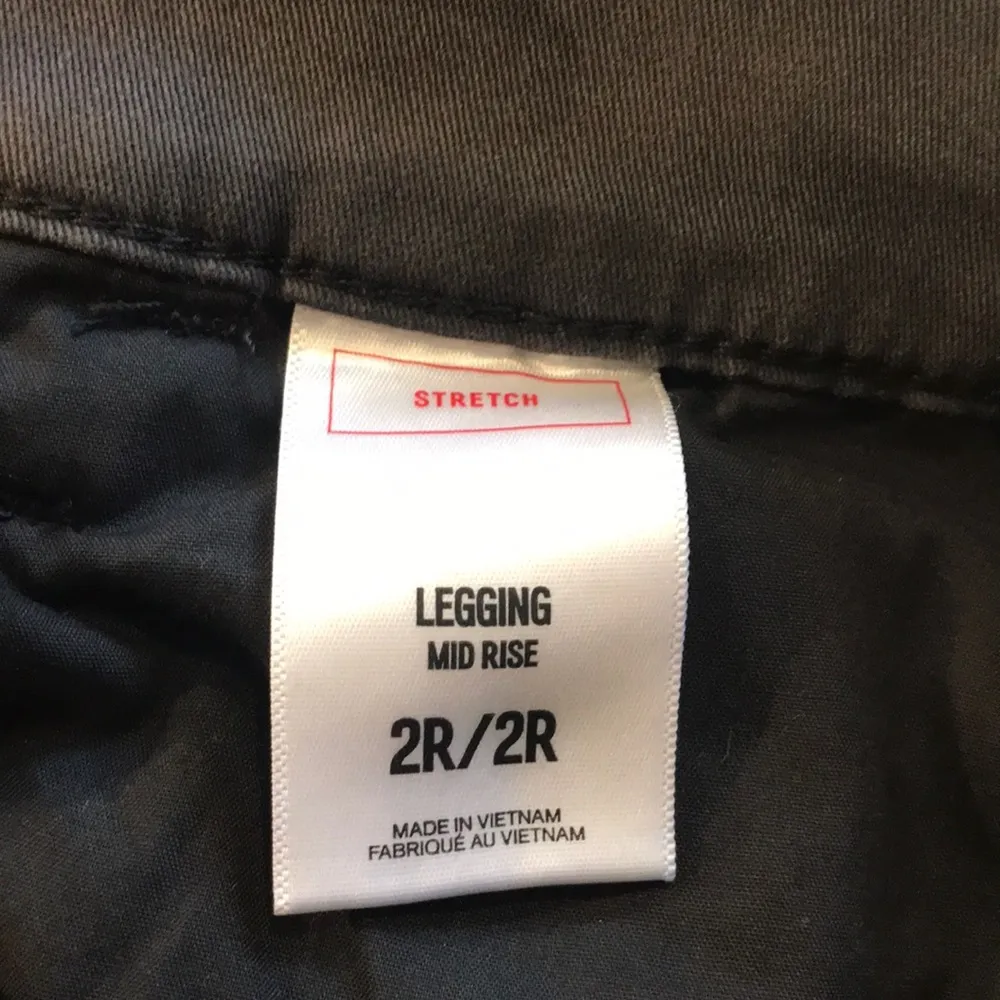 STRETCH
LEGGING
MID RISE
2R/2R
MADE IN VIETNAM
FABRIQUÉ AU VIETNAM